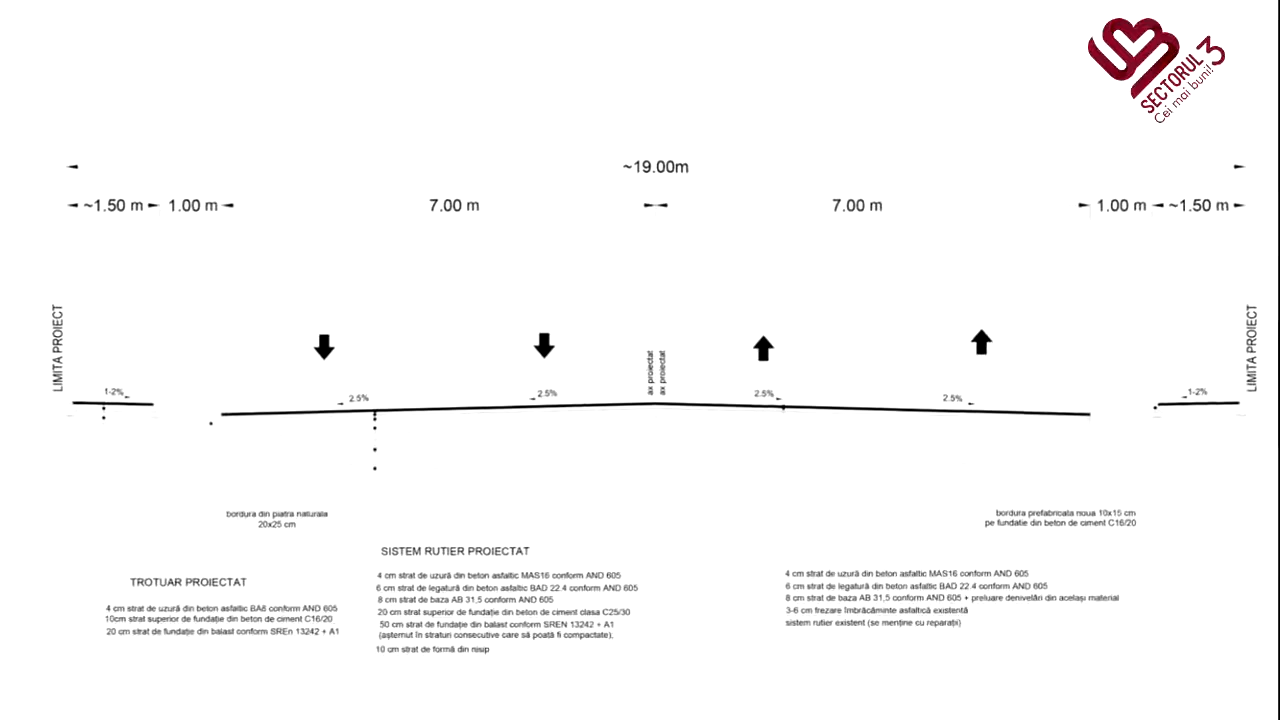 SECTORUL 3
Cei mai buni!
~19.00m
~1.50 m 1.00 m 7.00 m 7.00 m 1.00 m ~1.50 m
LIMITA PROIECT
ax proiectat
ax proiectat
LIMITA PROIECT
1-2% 2.5% 2.5% 2.5% 2.5% 1-2%
bordura din piatra naturala
20x25 cm
bordura prefabricata noua 10x15 cm
pe fundatie din beton de ciment C16/20
TROTUAR PROIECTAT
4 cm strat de uzură din beton asfaltic BA8 conform AND 605
10cm strat superior de fundație din beton de ciment C16/20
20 cm strat de fundație din balast conform SREn 13242 + A1
SISTEM RUTIER PROIECTAT
4 cm strat de uzură din beton asfaltic MAS16 conform AND 605
6 cm strat de legatură din beton asfaltic BAD 22.4 conform AND 605
8 cm strat de baza AB 31,5 conform AND 605
20 cm strat superior de fundație din beton de ciment clasa C25/30
50 cm strat de fundație din balast conform SREN 13242 + A1
(așternut în straturi consecutive care să poată fi compactate);
10 cm strat de formă din nisip
4 cm strat de uzură din beton asfaltic MAS16 conform AND 605
6 cm strat de legatură din beton asfaltic BAD 22.4 conform AND 605
8 cm strat de baza AB 31,5 conform AND 605 + preluare denivelări din același material
3-6 cm frezare îmbrăcăminte asfaltică existentă
sistem rutier existent (se menține cu reparații)